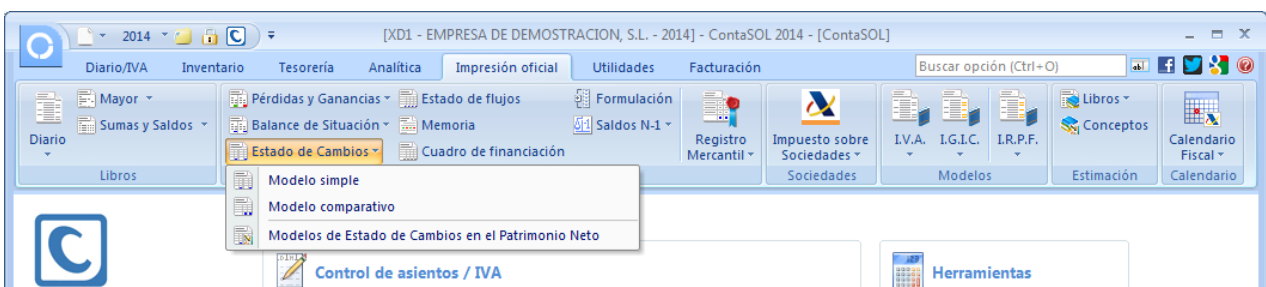 2014 [XD1 - EMPRESA DE DEMOSTRACION, S.L. - 2014] - ContaSOL 2014 - [ContaSOL]
Diario/IVA Inventario Tesorería Analítica Impresión oficial Utilidades Facturación Buscar opción (Ctrl+O)
Mayor Pérdidas y Ganancias Estado de flujos Formulación Libros
Sumas y Saldos Balance de Situación Memoria Saldos N-1 Conceptos
Diario Registro Mercantil Impuesto sobre Sociedades I.V.A. I.G.I.C. I.R.P.F. Calendario Fiscal
Estado de Cambios Cuadro de financiación
Libros Sociedades Modelos Estimación Calendario
Modelo simple
Modelo comparativo
Modelos de Estado de Cambios en el Patrimonio Neto
C
Control de asientos / IVA Herramientas